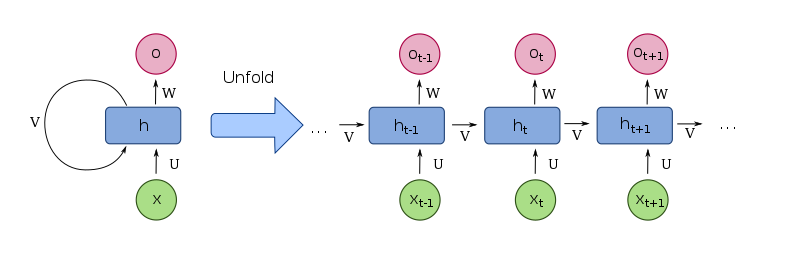 o
W
Unfold
V
h
U
x
o_{t-1} o_t o_{t+1}
W W W
... h_{t-1} h_t h_{t+1} ...
V V V V
U U U
x_{t-1} x_t x_{t+1}